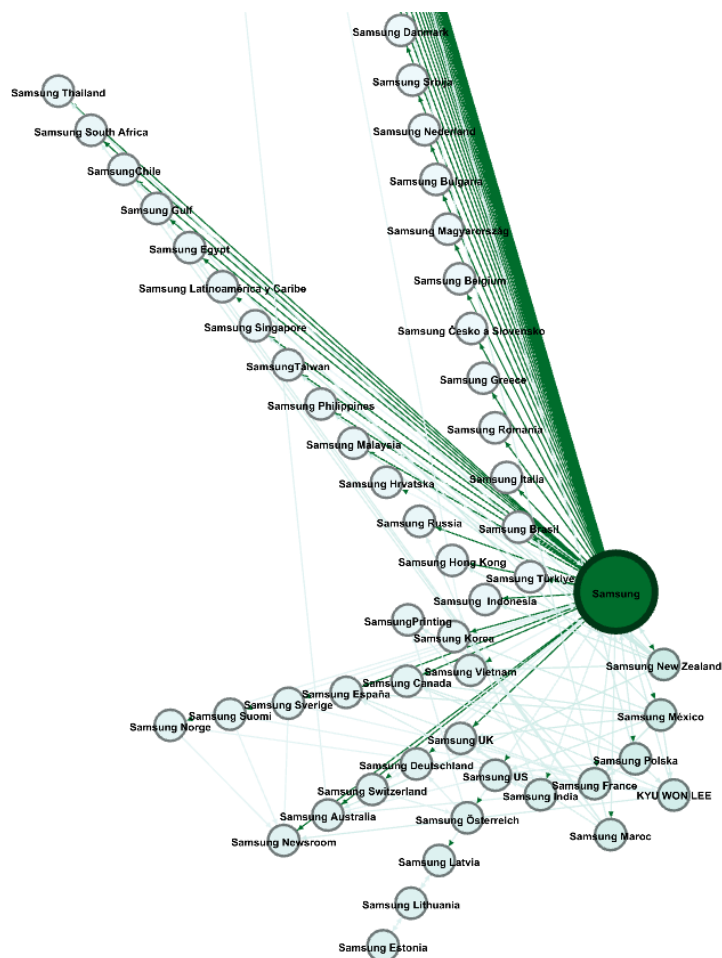 Samsung Danmark
Samsung Srbija
Samsung Thailand
Samsung South Africa
Samsung Nederland
SamsungChile
Samsung Bulgaria
Samsung Gulf
Samsung Magyarország
Samsung Egypt
Samsung Belgium
Samsung Latinoamérica y Caribe
Samsung Singapore
Samsung Česko a Slovensko
SamsungTaiwan
Samsung Greece
Samsung Philippines
Samsung Romania
Samsung Malaysia
Samsung Italia
Samsung Hrvatska
Samsung Russia
Samsung Brasil
Samsung Hong Kong
Samsung Türkiye
Samsung
Samsung Indonesia
SamsungPrinting
Samsung Korea
Samsung New Zealand
Samsung Vietnam
Samsung Canada
Samsung España
Samsung Sverige
Samsung Suomi
Samsung México
Samsung Norge
Samsung UK
Samsung Polska
Samsung Deutschland
Samsung US
Samsung France
KYU WON LEE
Samsung Switzerland
Samsung India
Samsung Australia
Samsung Österreich
Samsung Maroc
Samsung Newsroom
Samsung Latvia
Samsung Lithuania
Samsung Estonia